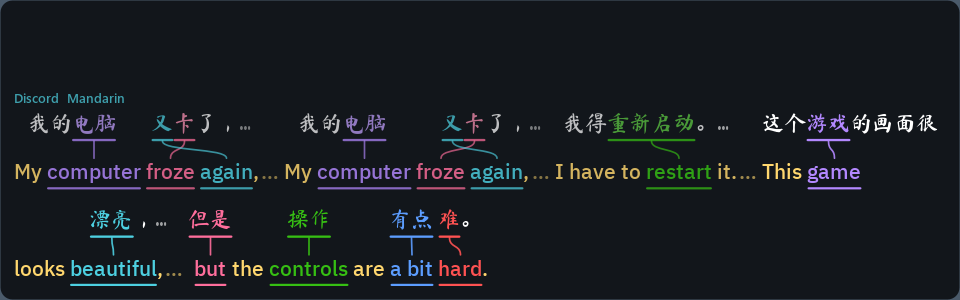 Discord Mandarin
我的电脑 又卡了，… 我的电脑 又卡了，… 我得重新启动。… 这个游戏的画面很
My computer froze again,… My computer froze again,… I have to restart it.… This game
漂亮，… 但是 操作 有点 难。
looks beautiful,… but the controls are a bit hard.